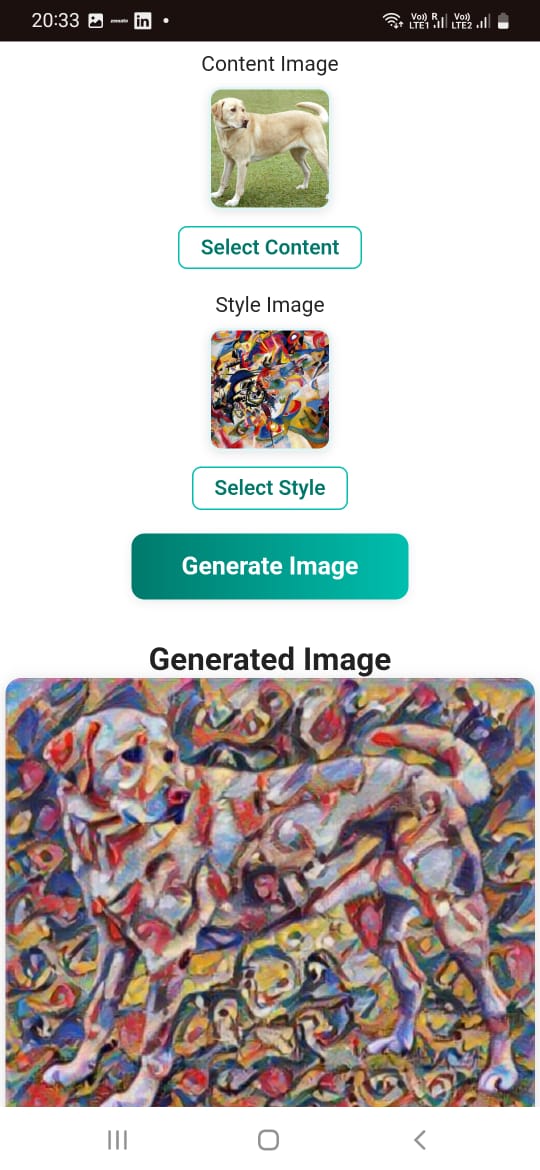 20:33
zomato
in
Vo)) R
LTE1
Vo))
LTE2
Content Image
Select Content
Style Image
Select Style
Generate Image
Generated Image